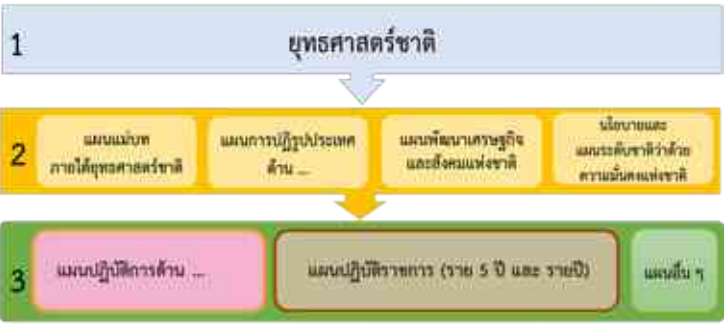 1
ยุทธศาสตร์ชาติ
2
แผนแม่บท
ภายใต้ยุทธศาสตร์ชาติ
แผนการปฏิรูปประเทศ
ด้าน ...
แผนพัฒนาเศรษฐกิจ
และสังคมแห่งชาติ
นโยบายและ
แผนระดับชาติว่าด้วย
ความมั่นคงแห่งชาติ
3
แผนปฏิบัติการด้าน ...
แผนปฏิบัติราชการ (ราย 5 ปี และ รายปี)
แผนอื่น ๆ